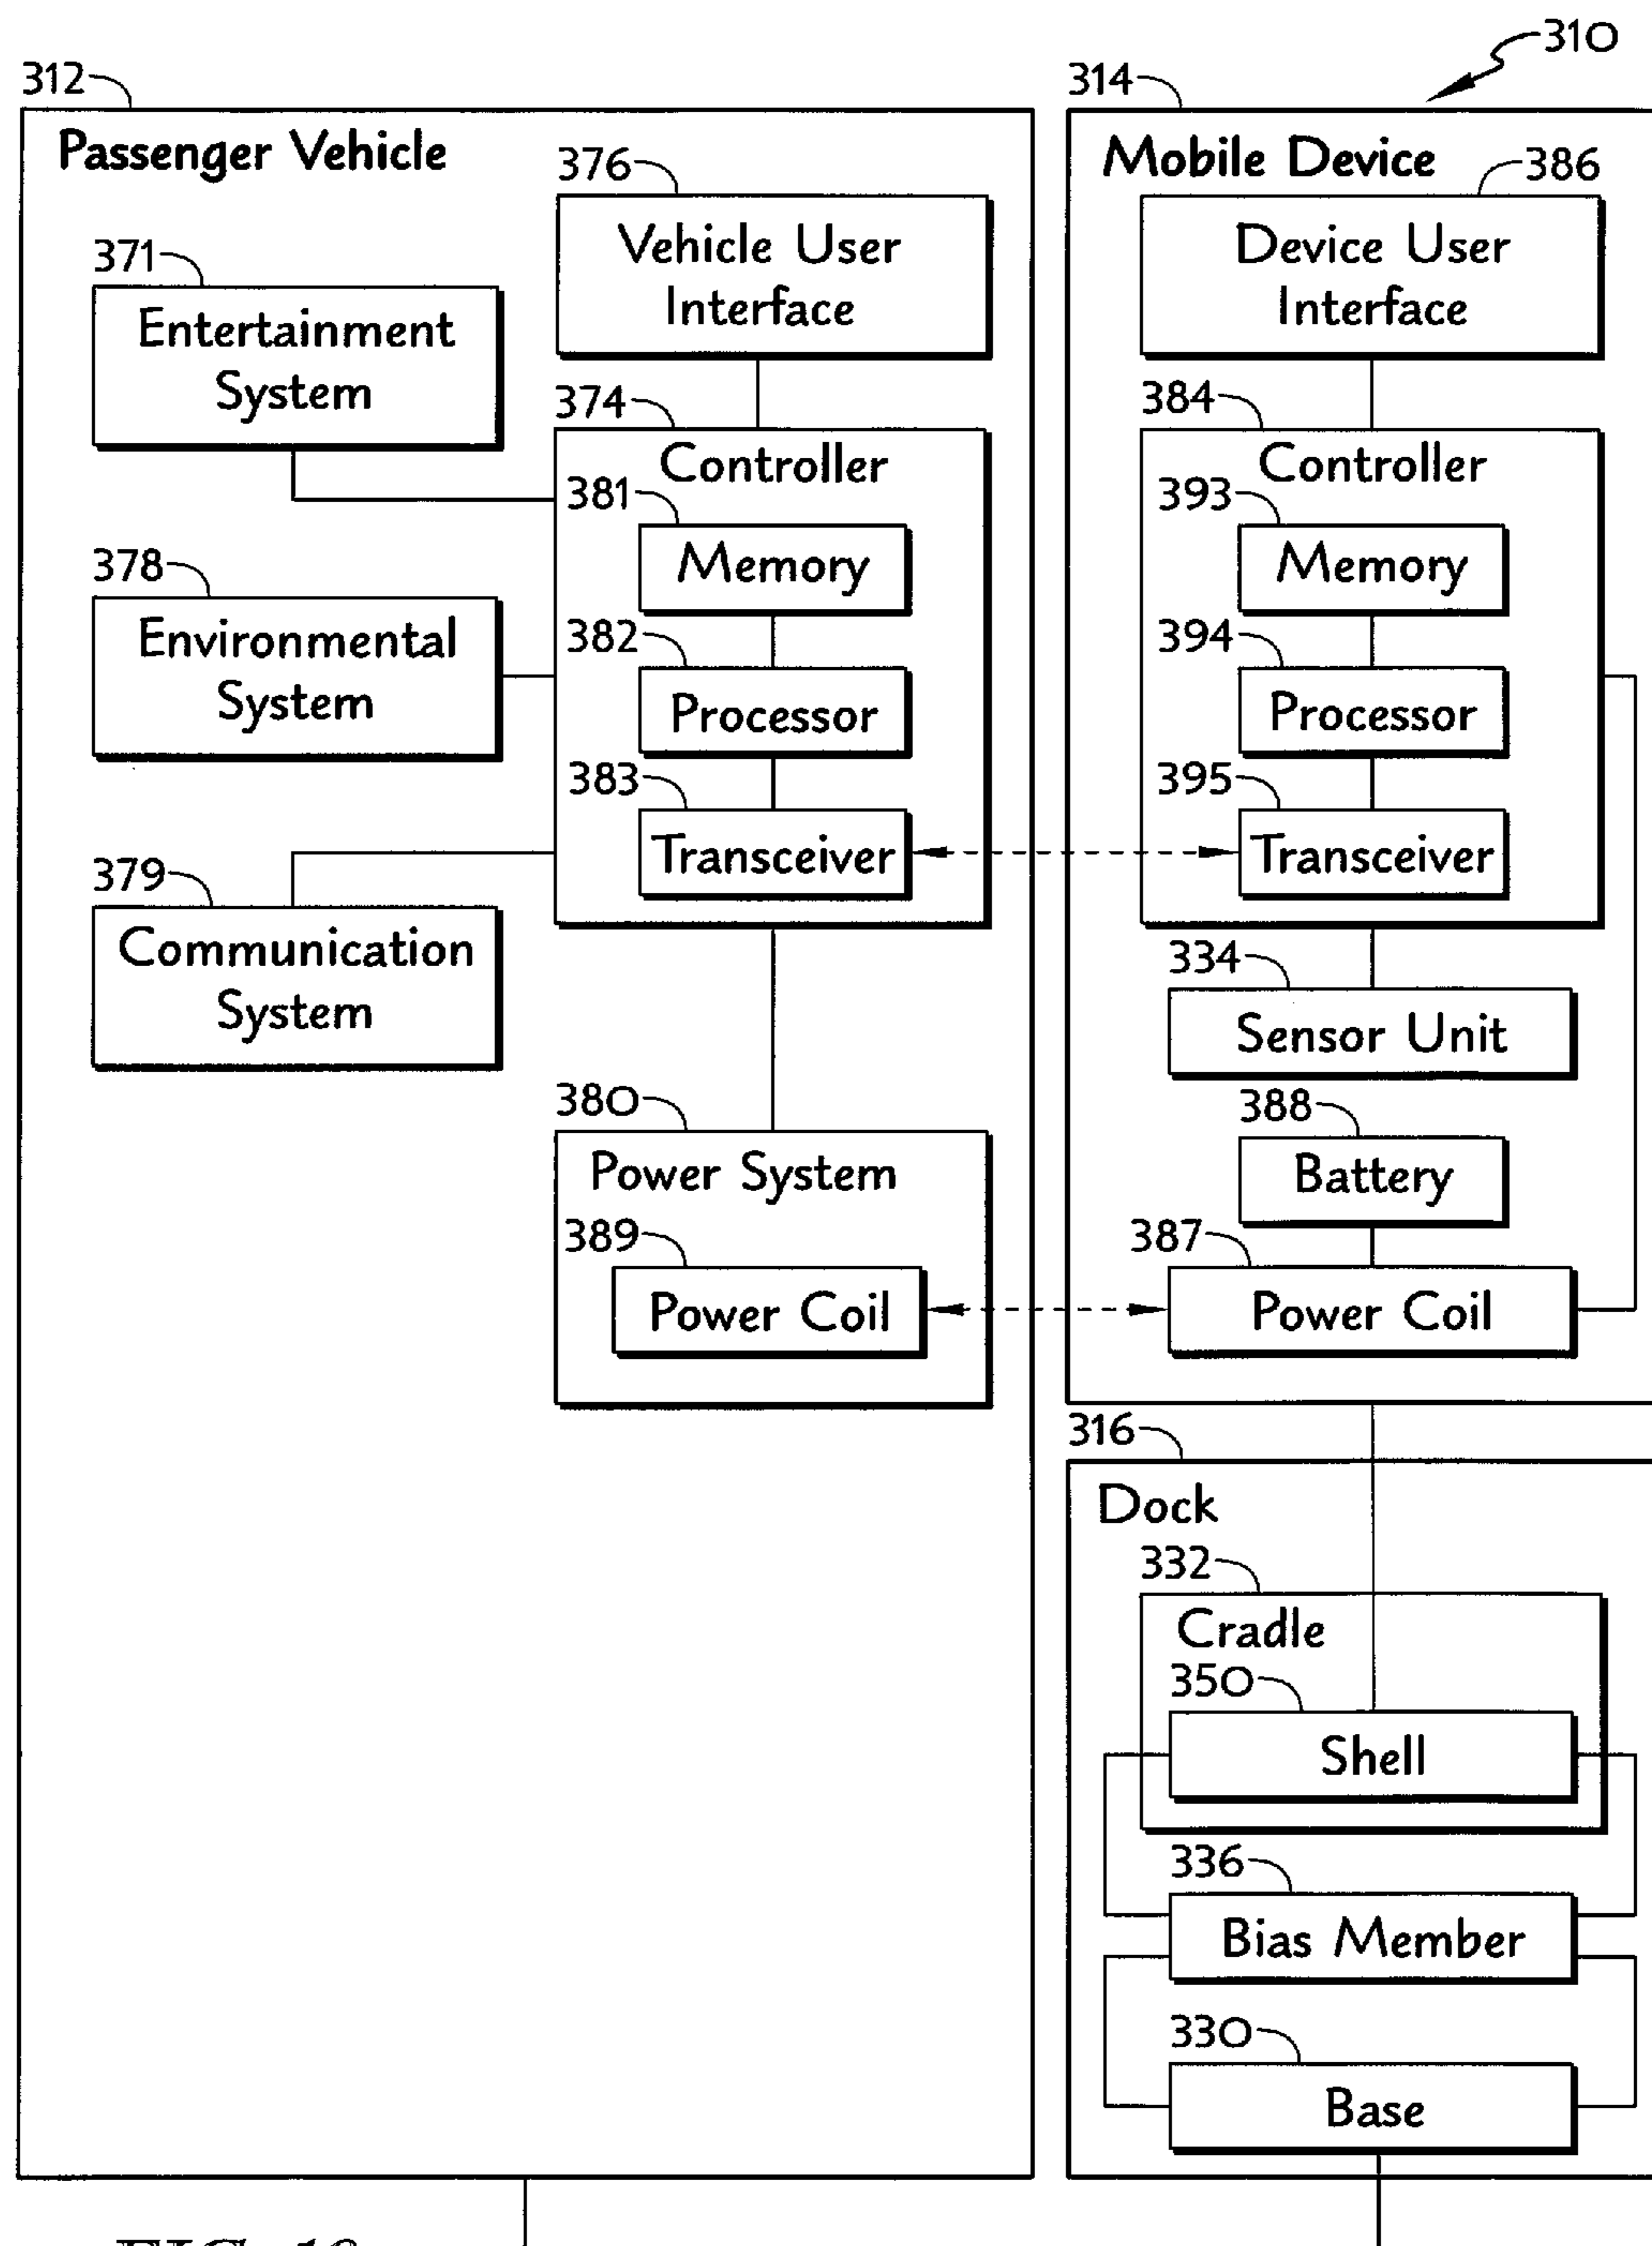 310
312
Passenger Vehicle
376
Vehicle User
Interface
371
Entertainment
System
374
Controller
381
Memory
378
Environmental
System
382
Processor
383
Transceiver
379
Communication
System
380
Power System
389
Power Coil
314
Mobile Device
386
Device User
Interface
384
Controller
393
Memory
394
Processor
395
Transceiver
334
Sensor Unit
388
Battery
387
Power Coil
316
Dock
332
Cradle
350
Shell
336
Bias Member
330
Base